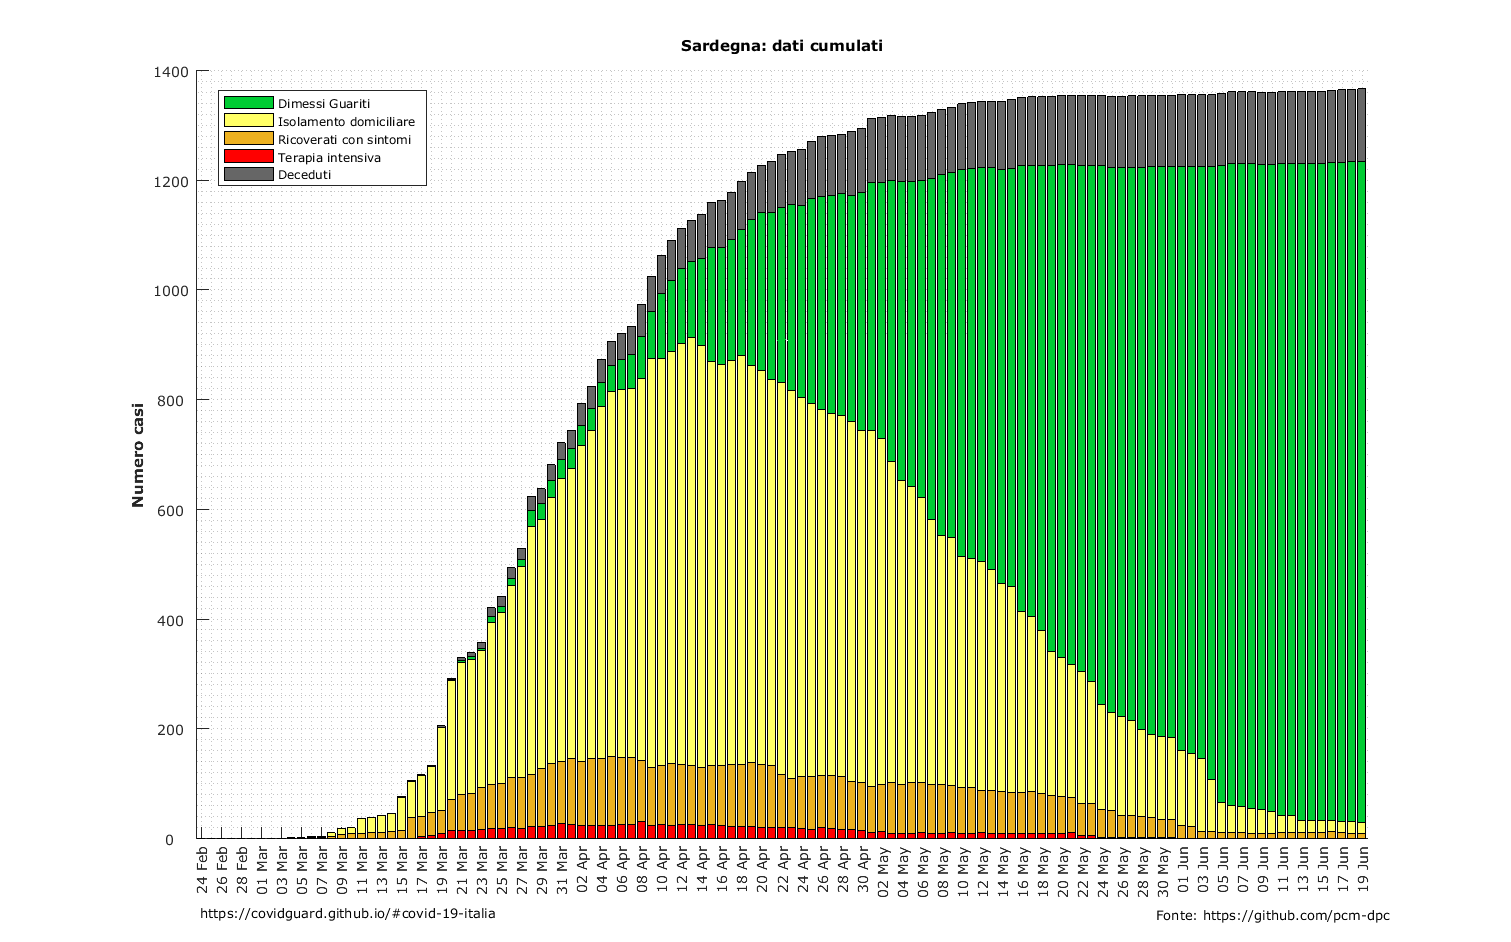 Sardegna: dati cumulati
1400
1200
1000
800
600
400
200
0
Numero casi
Dimessi Guariti
Isolamento domiciliare
Ricoverati con sintomi
Terapia intensiva
Deceduti
24 Feb
26 Feb
28 Feb
01 Mar
03 Mar
05 Mar
07 Mar
09 Mar
11 Mar
13 Mar
15 Mar
17 Mar
19 Mar
21 Mar
23 Mar
25 Mar
27 Mar
29 Mar
31 Mar
02 Apr
04 Apr
06 Apr
08 Apr
10 Apr
12 Apr
14 Apr
16 Apr
18 Apr
20 Apr
22 Apr
24 Apr
26 Apr
28 Apr
30 Apr
02 May
04 May
06 May
08 May
10 May
12 May
14 May
16 May
18 May
20 May
22 May
24 May
26 May
28 May
30 May
01 Jun
03 Jun
05 Jun
07 Jun
09 Jun
11 Jun
13 Jun
15 Jun
17 Jun
19 Jun
https://covidguard.github.io/#covid-19-italia
Fonte: https://github.com/pcm-dpc